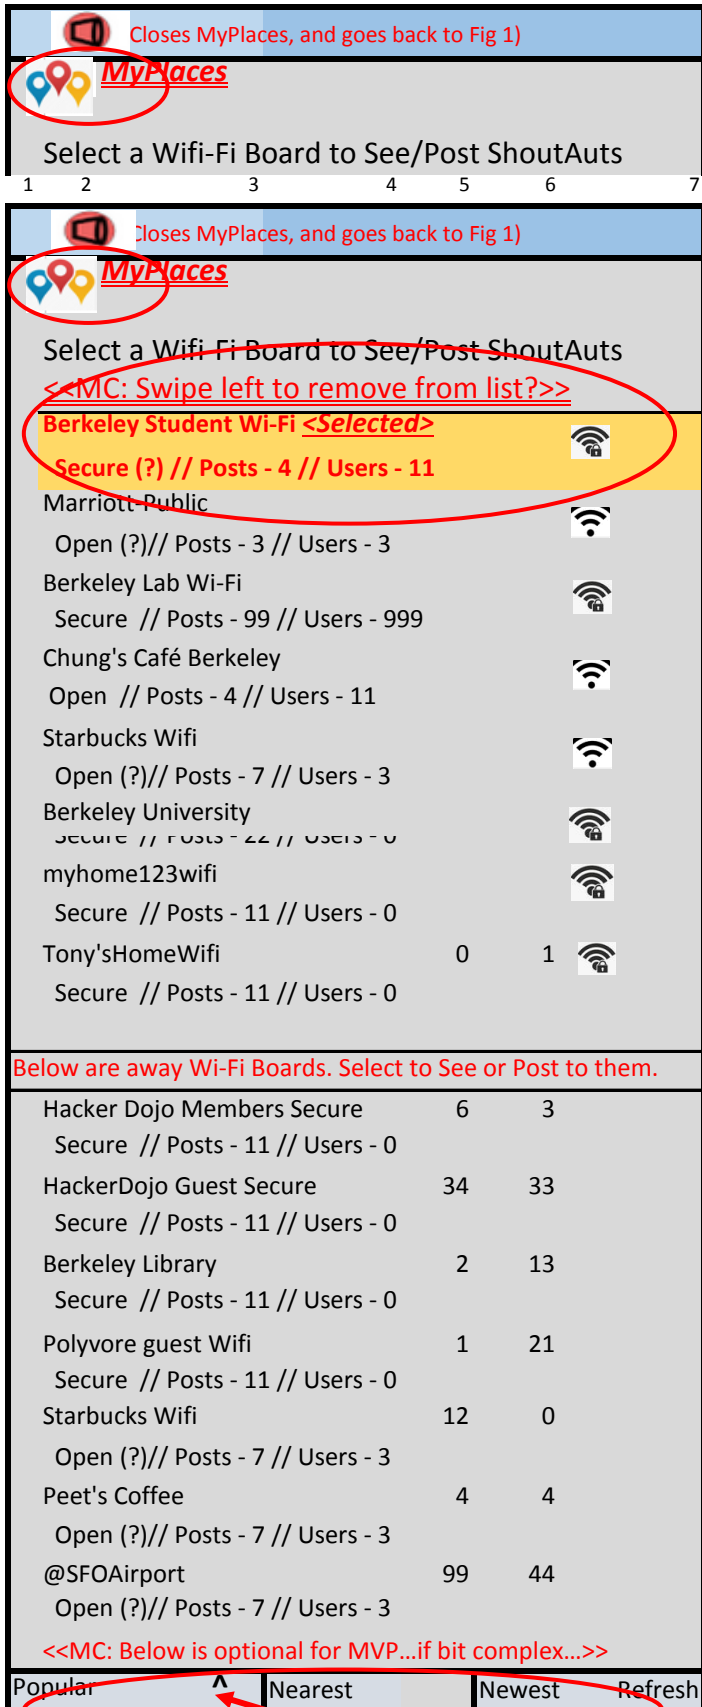 Closes MyPlaces, and goes back to Fig 1)
MyPlaces
Select a Wifi-Fi Board to See/Post ShoutAuts
1 2 3 4 5 6 7
Closes MyPlaces, and goes back to Fig 1)
MyPlaces
Select a Wifi-Fi Board to See/Post ShoutAuts
<<MC: Swipe left to remove from list?>>
Berkeley Student Wi-Fi <Selected>
Secure (?) // Posts - 4 // Users - 11
Marriott-Public
Open (?)// Posts - 3 // Users - 3
Berkeley Lab Wi-Fi
Secure // Posts - 99 // Users - 999
Chung's Café Berkeley
Open // Posts - 4 // Users - 11
Starbucks Wifi
Open (?)// Posts - 7 // Users - 3
Berkeley University
Secure // Posts - 22 // Users - 0
myhome123wifi
Secure // Posts - 11 // Users - 0
Tony'sHomeWifi 0 1
Secure // Posts - 11 // Users - 0
Below are away Wi-Fi Boards. Select to See or Post to them.
Hacker Dojo Members Secure 6 3
Secure // Posts - 11 // Users - 0
HackerDojo Guest Secure 34 33
Secure // Posts - 11 // Users - 0
Berkeley Library 2 13
Secure // Posts - 11 // Users - 0
Polyvore guest Wifi 1 21
Secure // Posts - 11 // Users - 0
Starbucks Wifi 12 0
Open (?)// Posts - 7 // Users - 3
Peet's Coffee 4 4
Open (?)// Posts - 7 // Users - 3
@SFOAirport 99 44
Open (?)// Posts - 7 // Users - 3
<<MC: Below is optional for MVP...if bit complex...>>
Popular ^ Nearest Newest Refresh